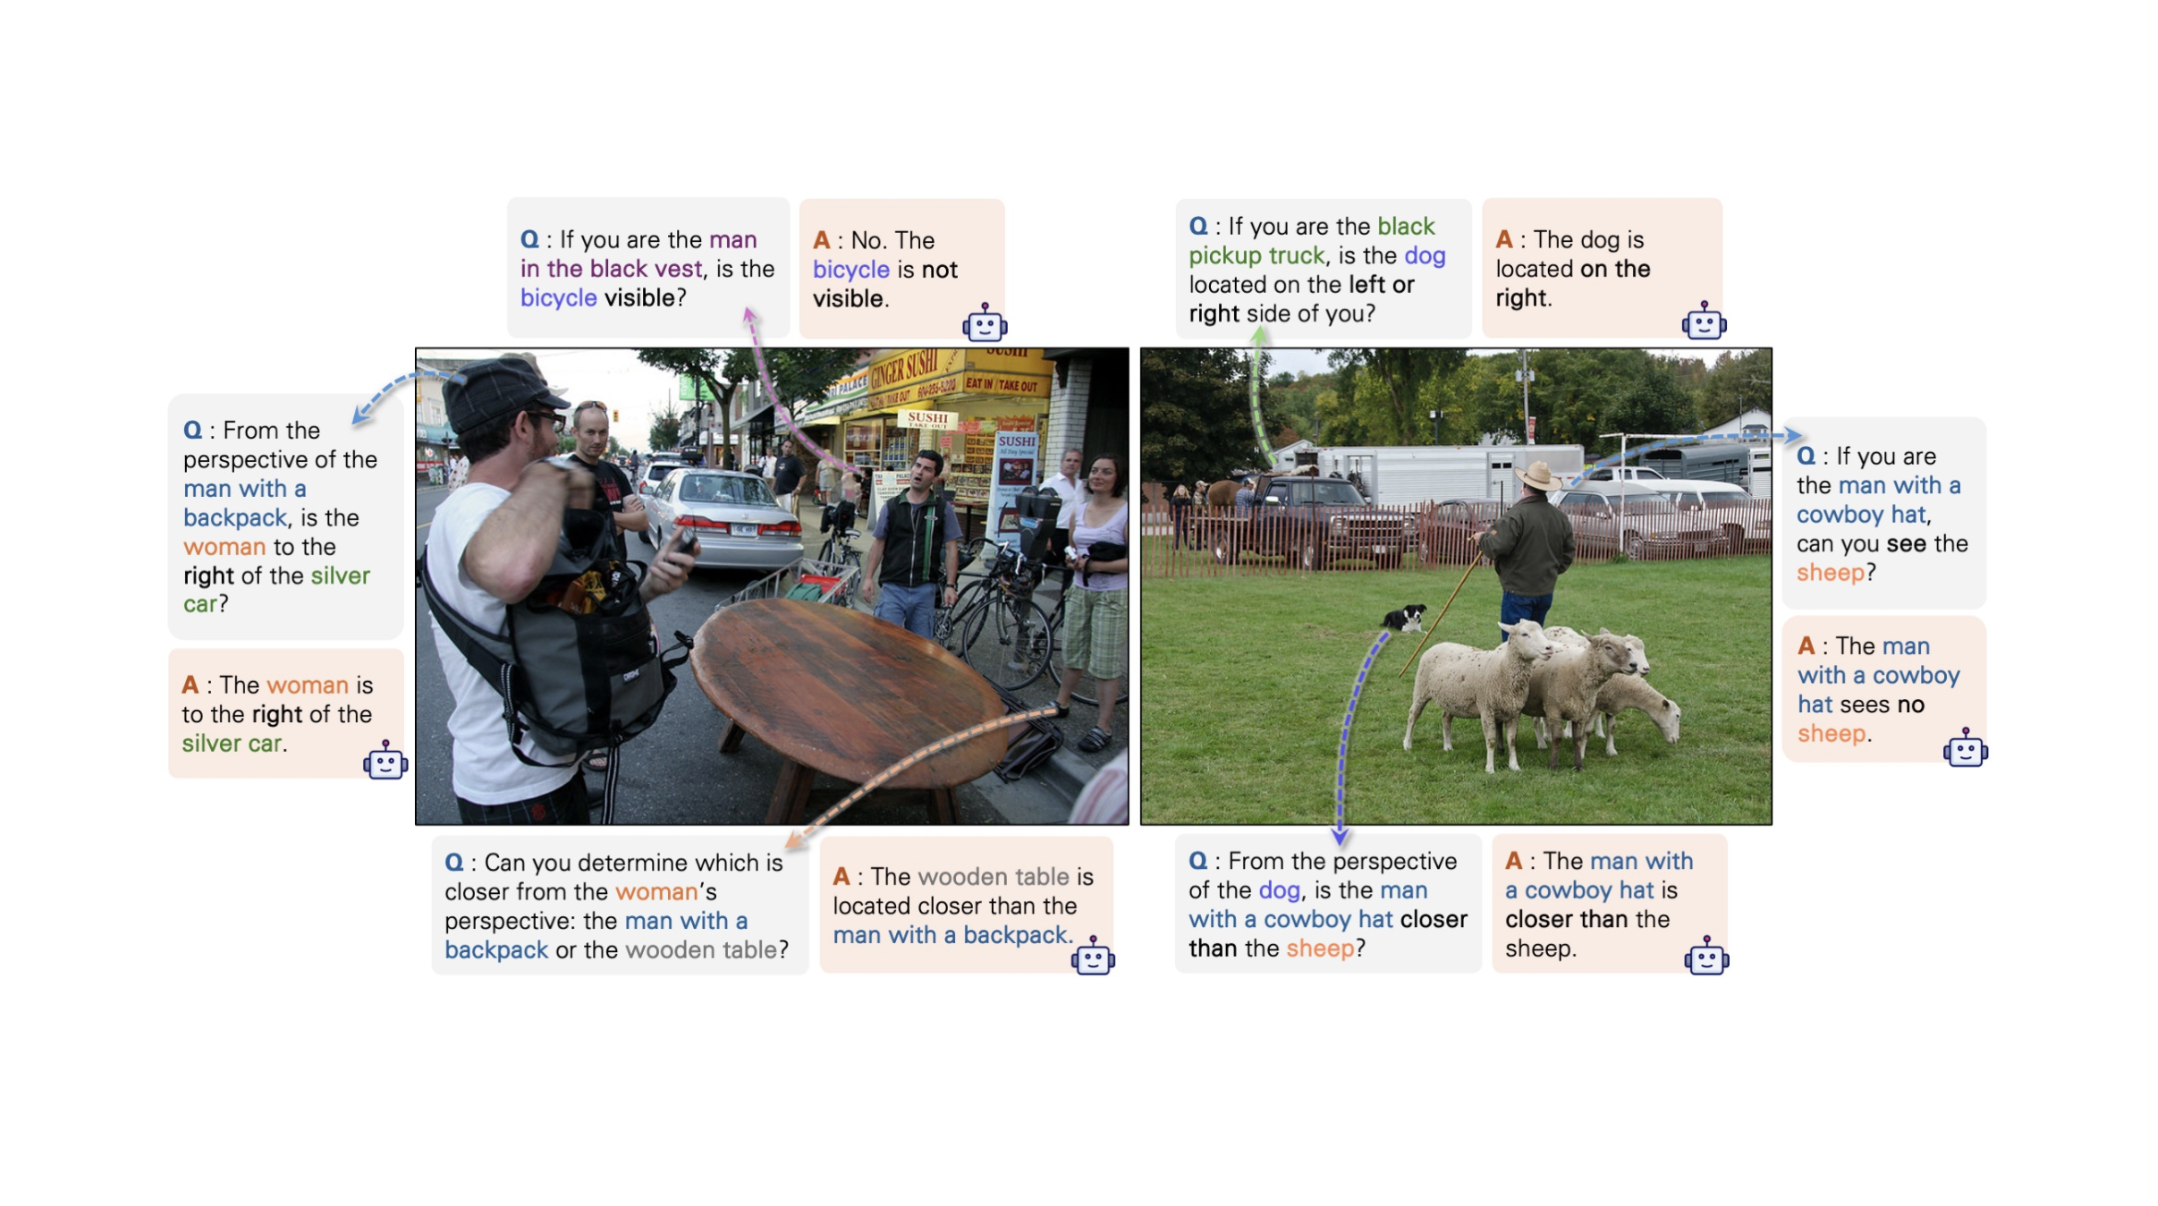 Q : If you are the man
in the black vest, is the
bicycle visible?
A : No. The
bicycle is not
visible.
Q : If you are the black
pickup truck, is the dog
located on the left or
right side of you?
A : The dog is
located on the
right.
Q : From the
perspective of the
man with a
backpack, is the
woman to the
right of the silver
car?
A : The woman is
to the right of the
silver car.
PALACE
GINGER SUSHI
SUSHI
EAT IN / TAKE OUT
SUSHI
TAKE OUT
SUSHI
Q : If you are
the man with a
cowboy hat,
can you see the
sheep?
A : The man
with a cowboy
hat sees no
sheep.
Q : Can you determine which is
closer from the woman's
perspective: the man with a
backpack or the wooden table?
A : The wooden table is
located closer than the
man with a backpack.
Q : From the perspective
of the dog, is the man
with a cowboy hat closer
than the sheep?
A : The man with
a cowboy hat is
closer than the
sheep.